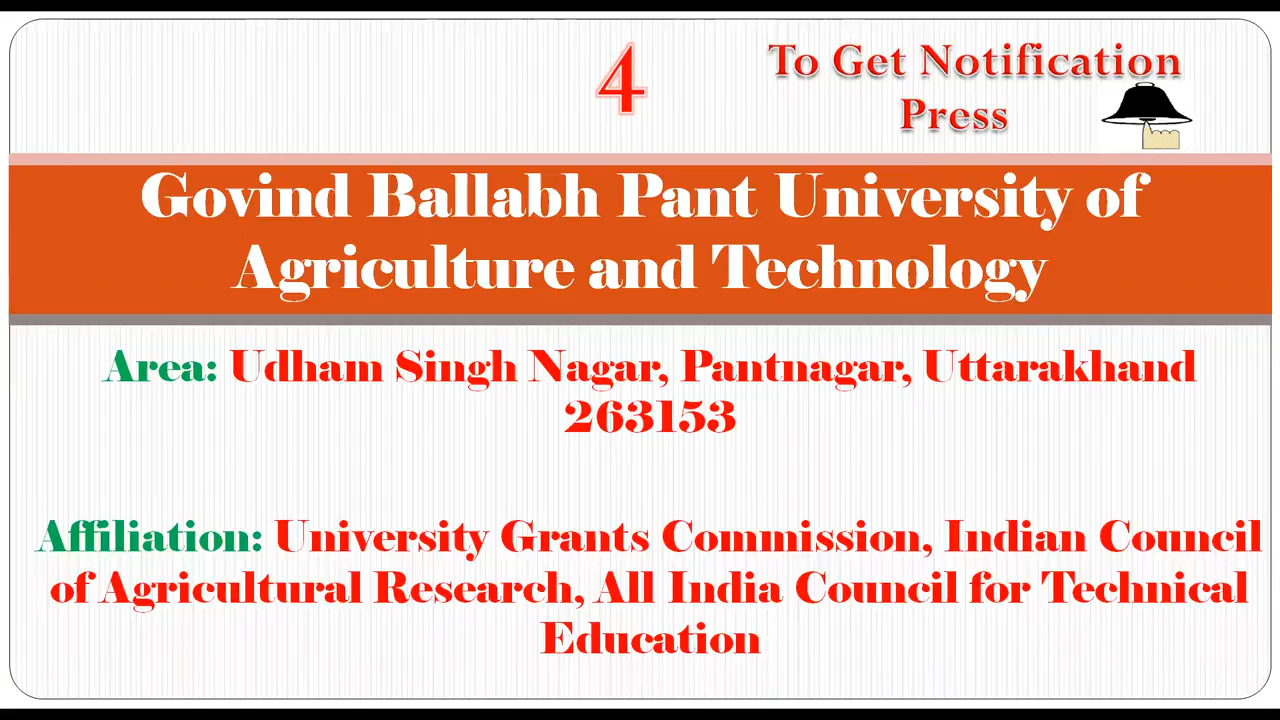 4
To Get Notification
Press
Govind Ballabh Pant University of
Agriculture and Technology
Area: Udham Singh Nagar, Pantnagar, Uttarakhand
263153
Affiliation: University Grants Commission, Indian Council
of Agricultural Research, All India Council for Technical
Education